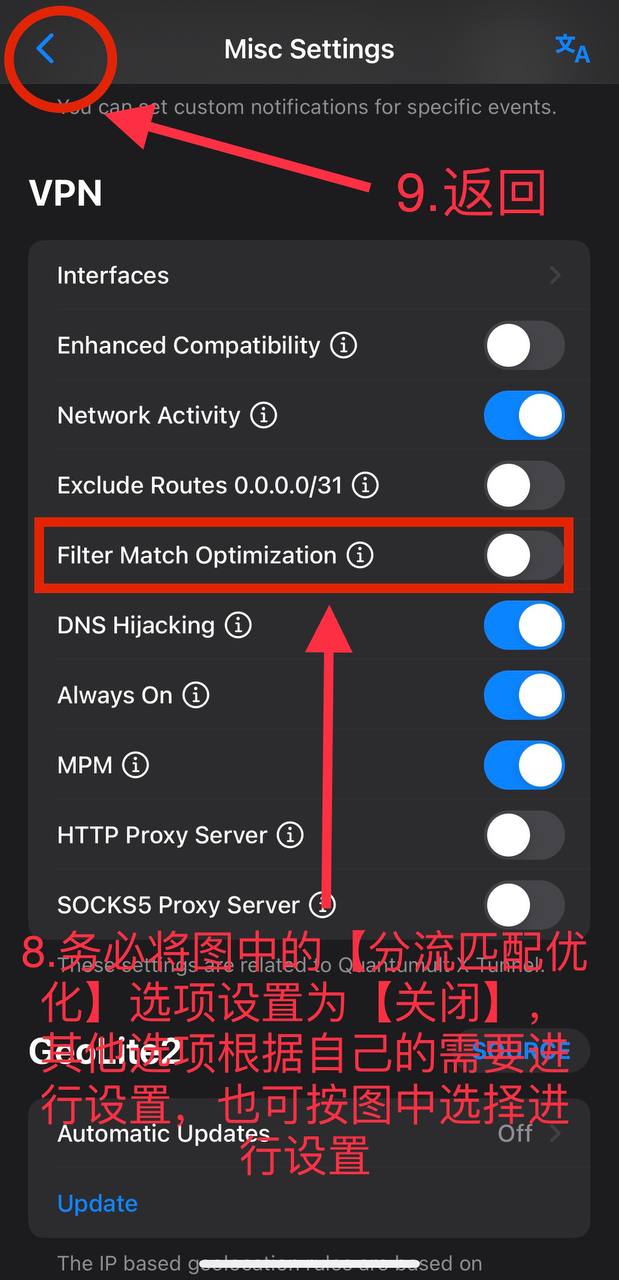 Misc Settings
文A
You can set custom notifications for specific events.
9.返回
VPN
Interfaces
Enhanced Compatibility
Network Activity
Exclude Routes 0.0.0.0/31
Filter Match Optimization
DNS Hijacking
Always On
MPM
HTTP Proxy Server
SOCKS5 Proxy Server
These settings are related to Quantumult X Tunnel.
8.务必将图中的【分流匹配优
化】选项设置为【关闭】，
其他选项根据自己的需要进
行设置，也可按图中选择进
行设置
GeoLite2
SOURCE
Automatic Updates
Off
Update
The IP based geolocation rules are based on